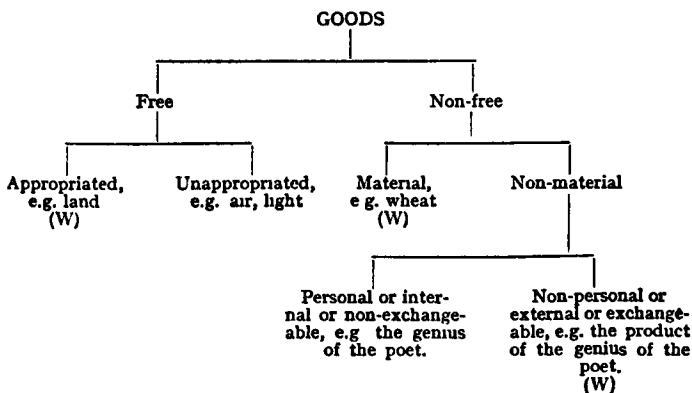 GOODS
Free
Non-free
Appropriated,
e.g. land
(W)
Unappropriated,
e.g. air, light
Material,
e g. wheat
(W)
Non-material
Personal or inter-
nal or non-exchange-
able, e.g the genius
of the poet.
Non-personal or
external or exchange-
able, e.g. the product
of the genius of the
poet.
(W)